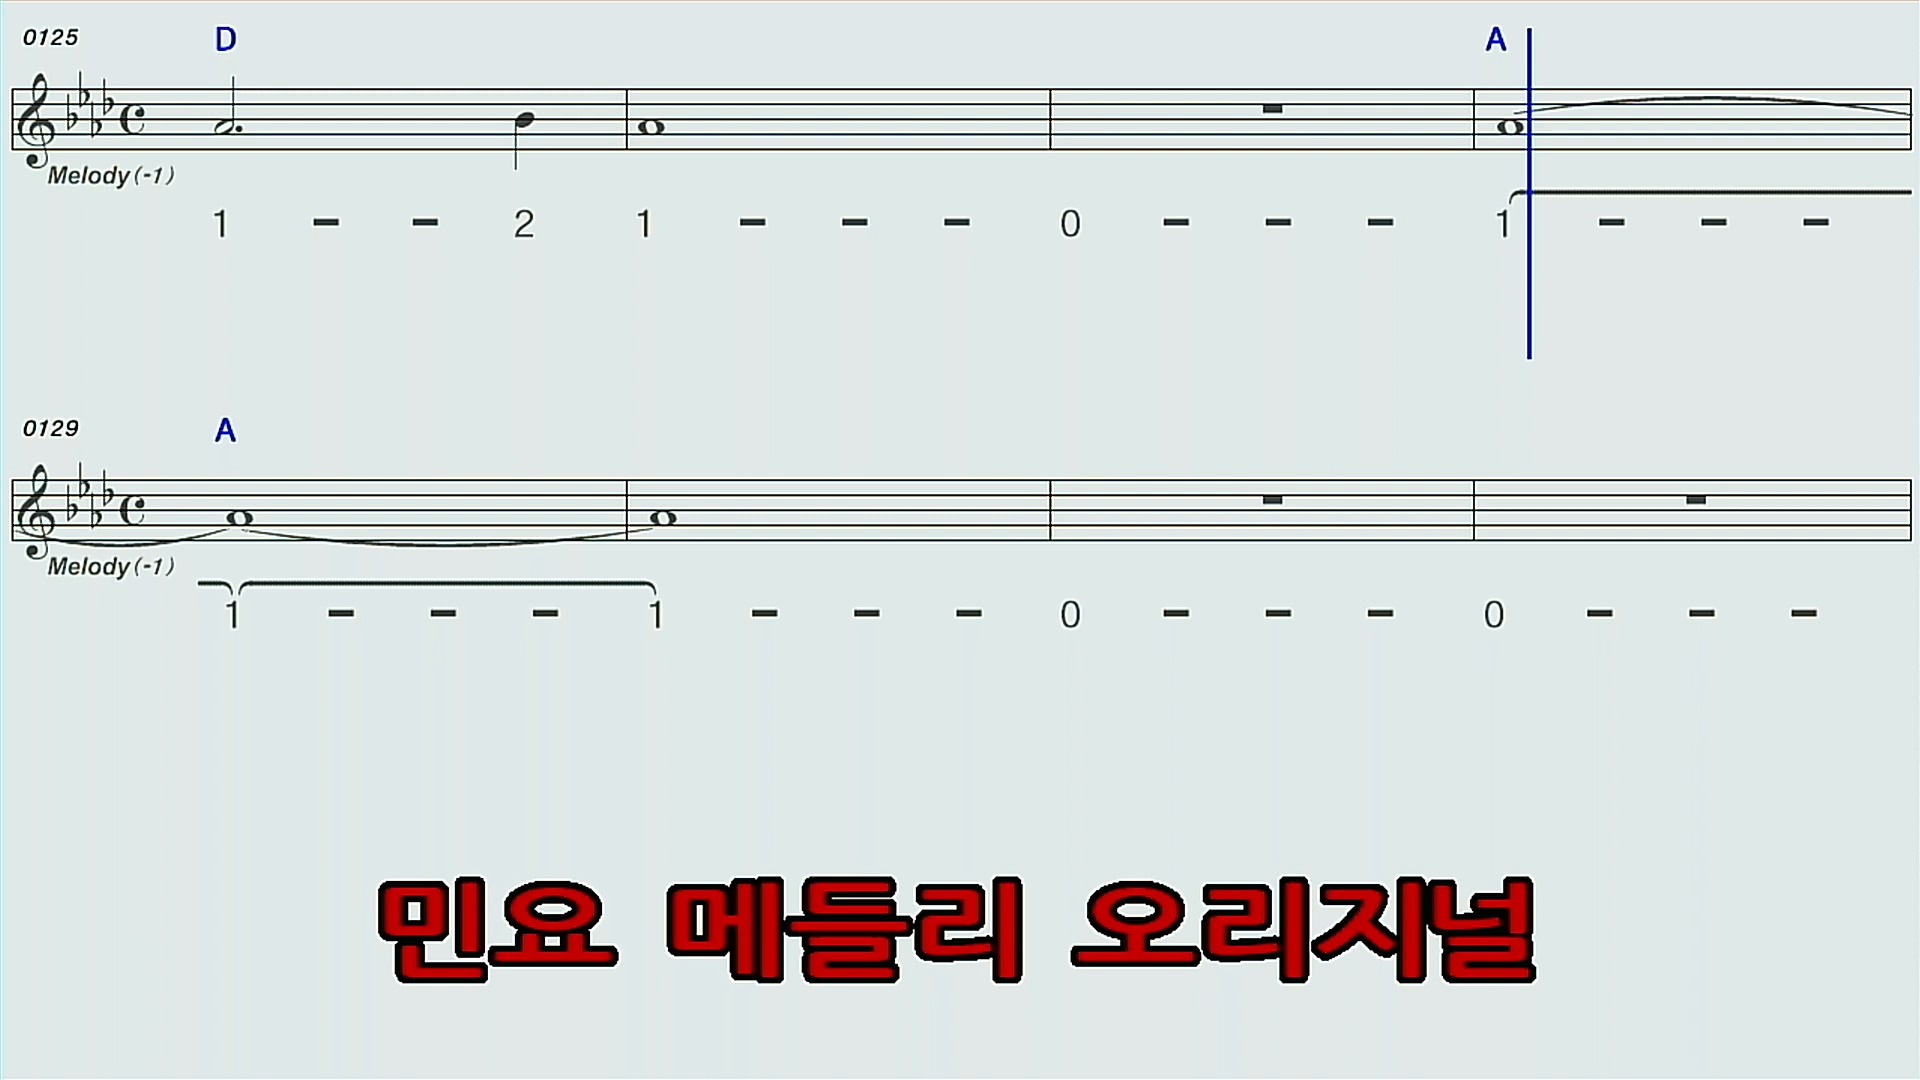 0125 D A
Melody(-1)
1 - - 2 1 - - - 0 - - - 1 - - -
0129 A
Melody(-1)
1 - - - 1 - - - 0 - - - 0 - - -
민요 메들리 오리지널